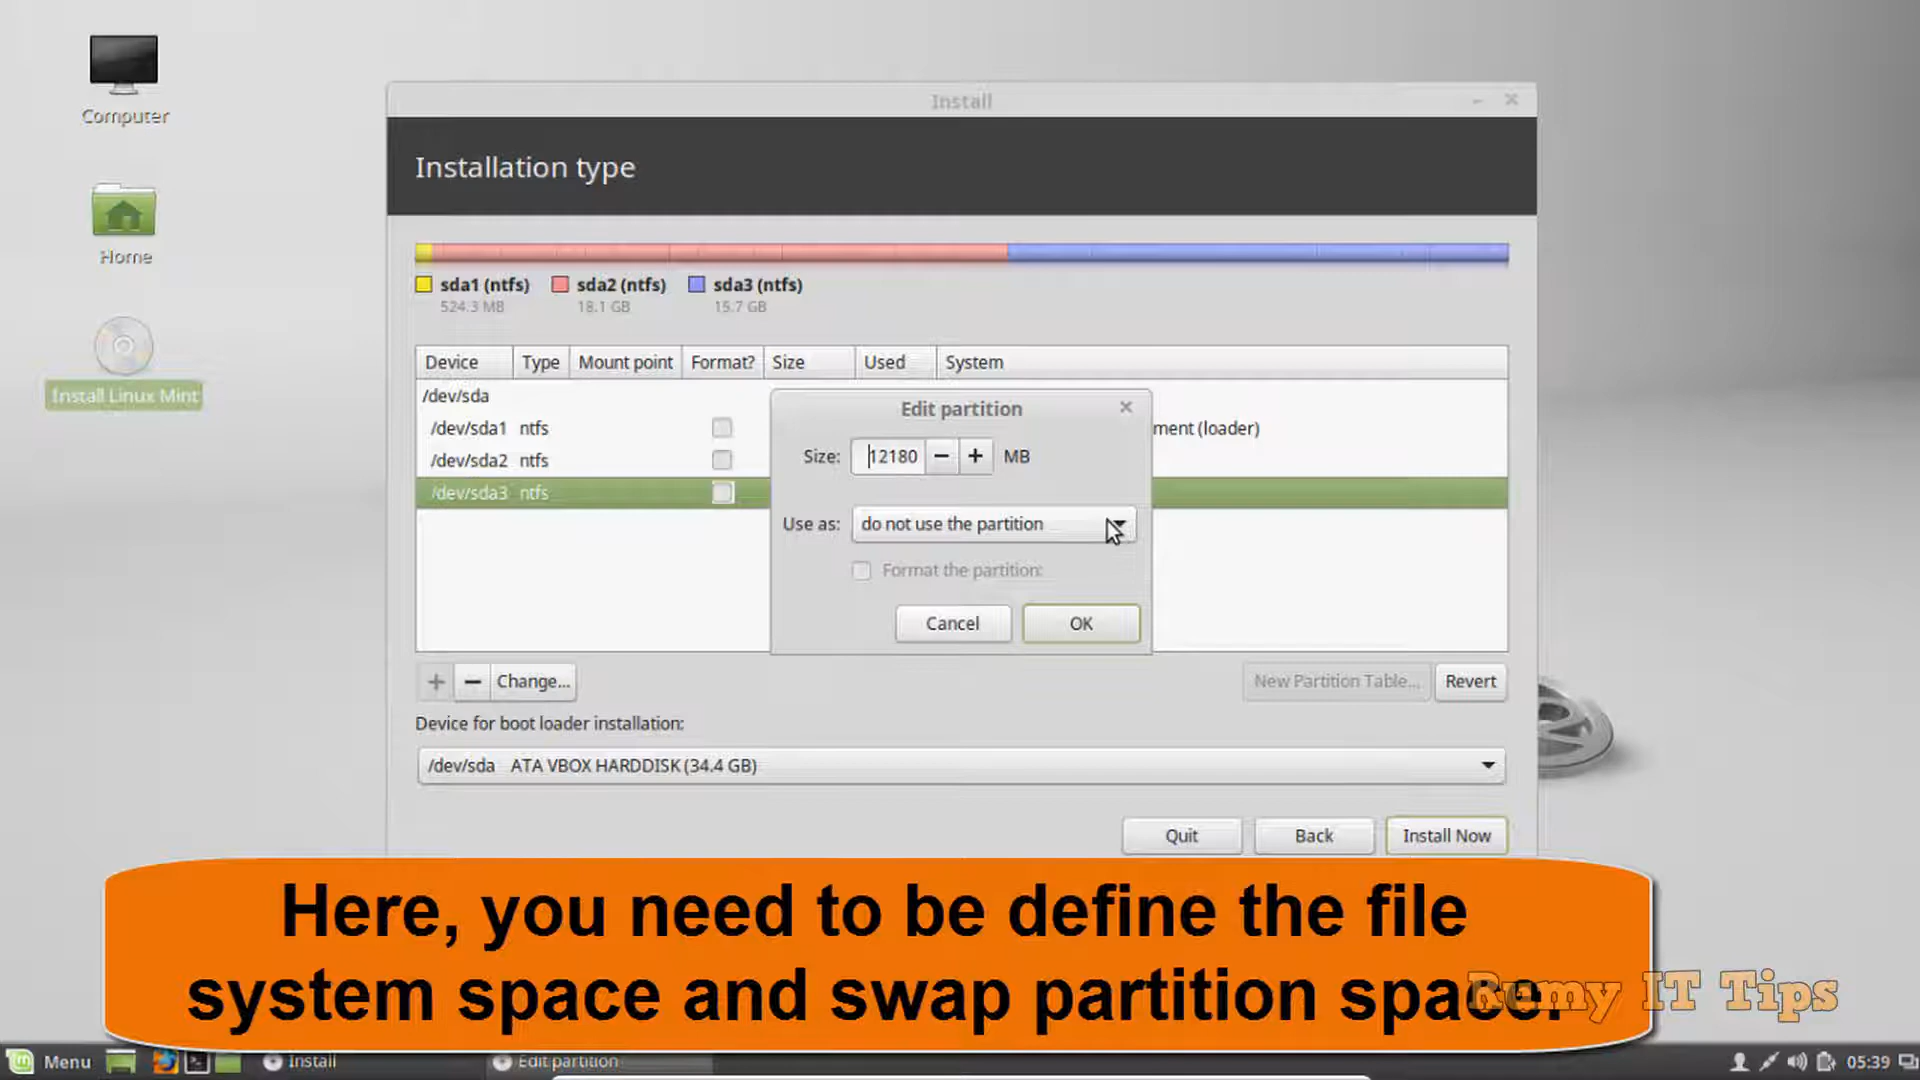 Computer
Home
Install Linux Mint
Install
Installation type
sda1 (ntfs)
524.3 MB
sda2 (ntfs)
18.1 GB
sda3 (ntfs)
15.7 GB
Device Type Mount point Format? Size Used System
/dev/sda
/dev/sda1 ntfs ment (loader)
/dev/sda2 ntfs
/dev/sda3 ntfs
Edit partition
Size: 12180 − + MB
Use as: do not use the partition
Format the partition:
Cancel OK
+ − Change... New Partition Table... Revert
Device for boot loader installation:
/dev/sda ATA VBOX HARDDISK (34.4 GB)
Quit Back Install Now
Here, you need to be define the file
system space and swap partition space.
Rumy IT Tips
Menu Install Edit partition 05:39